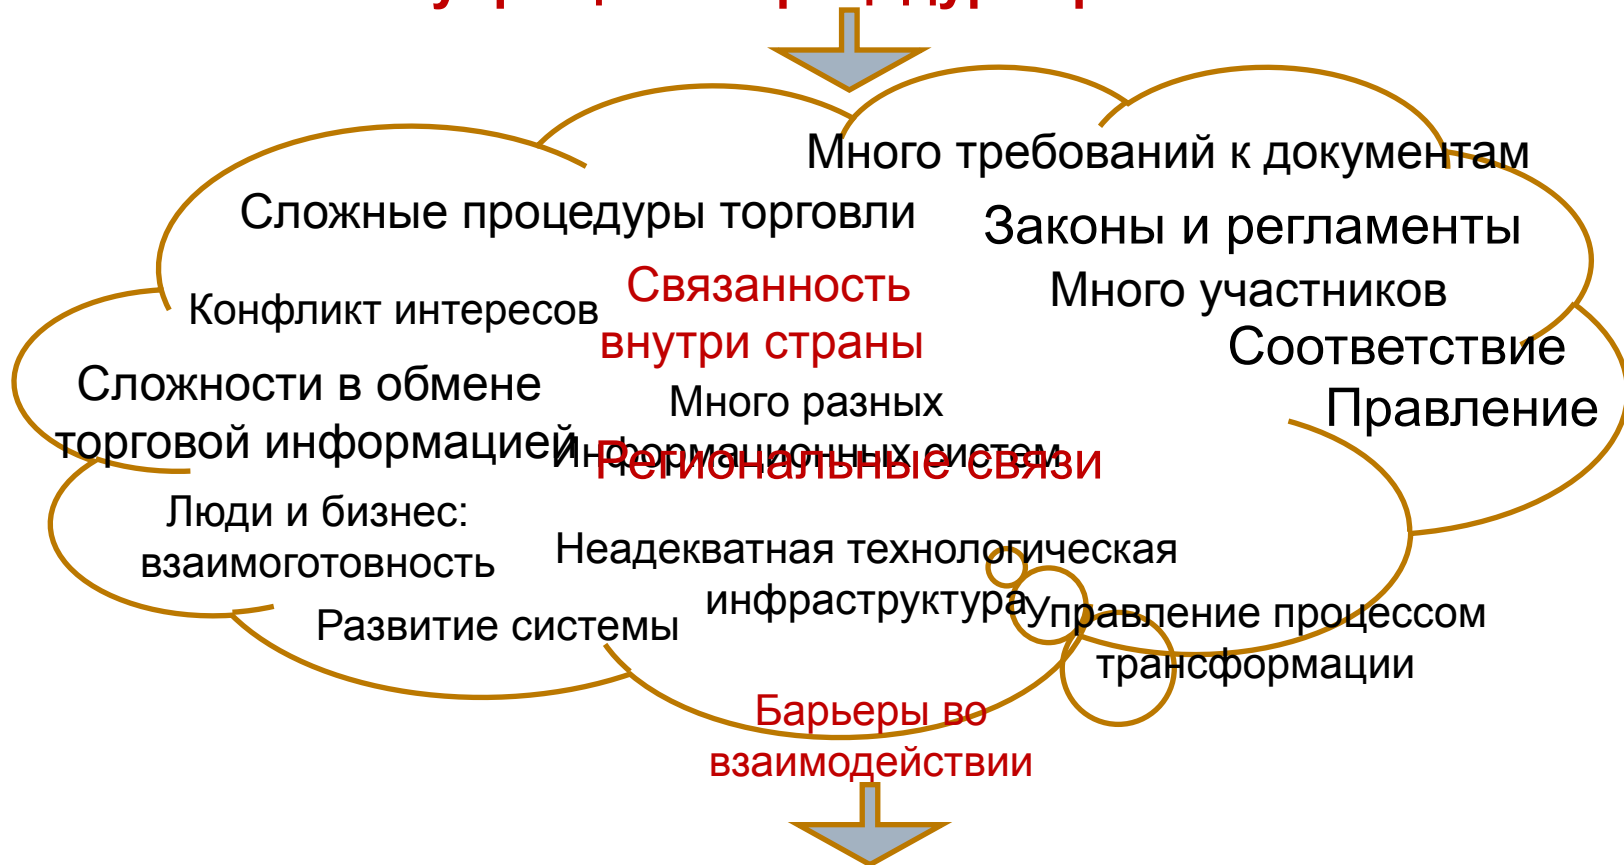 Много требований к документам
Сложные процедуры торговли
Законы и регламенты
Связанность
внутри страны
Много участников
Конфликт интересов
Соответствие
Правление
Сложности в обмене
торговой информацией
Много разных
Информационных систем
Региональные связи
Люди и бизнес:
взаимоготовность
Неадекватная технологическая
инфраструктура
Управление процессом
трансформации
Развитие системы
Барьеры во
взаимодействии